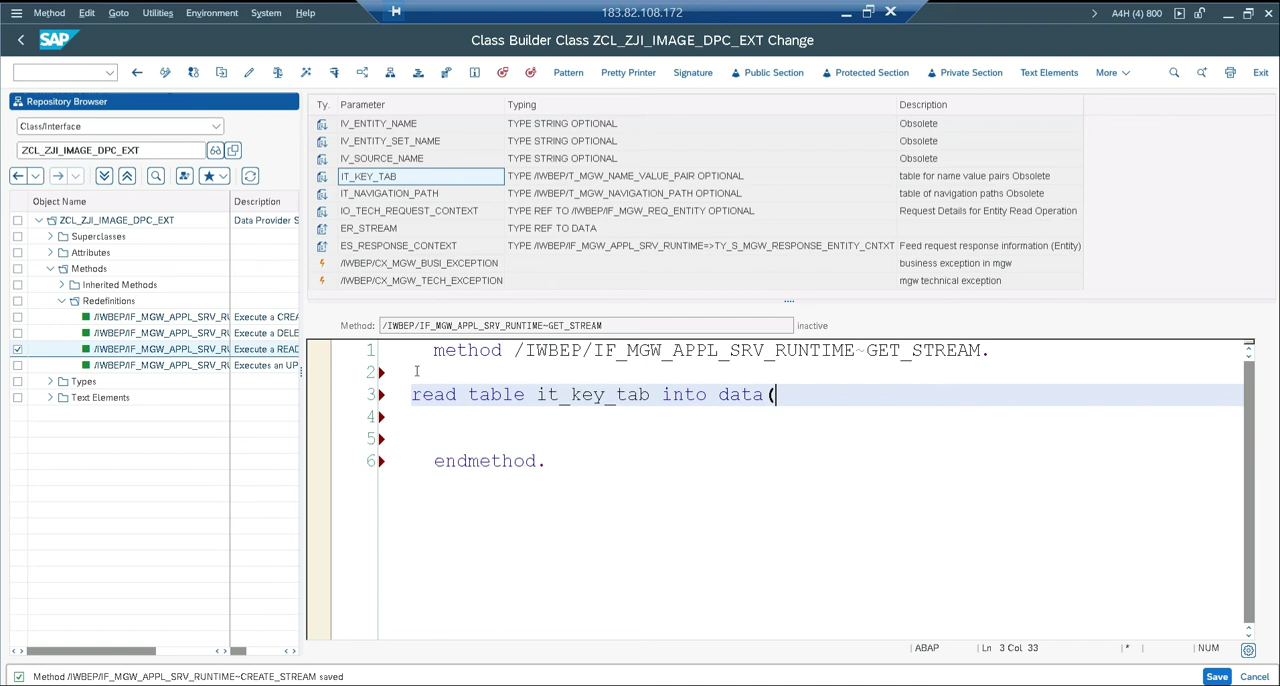 Method Edit Goto Utilities Environment System Help
183.82.108.172
A4H (4) 800
SAP
Class Builder Class ZCL_ZJI_IMAGE_DPC_EXT Change
Pattern Pretty Printer Signature Public Section Protected Section Private Section Text Elements More Exit
Repository Browser
Class/Interface
ZCL_ZJI_IMAGE_DPC_EXT
Object Name Description
ZCL_ZJI_IMAGE_DPC_EXT Data Provider S
Superclasses
Attributes
Methods
Inherited Methods
Redefinitions
/IWBEP/IF_MGW_APPL_SRV_RU Execute a CREA
/IWBEP/IF_MGW_APPL_SRV_RU Execute a DELE
/IWBEP/IF_MGW_APPL_SRV_RU Execute a READ
/IWBEP/IF_MGW_APPL_SRV_RU Executes an UP
Types
Text Elements
Ty. Parameter Typing Description
IV_ENTITY_NAME TYPE STRING OPTIONAL Obsolete
IV_ENTITY_SET_NAME TYPE STRING OPTIONAL Obsolete
IV_SOURCE_NAME TYPE STRING OPTIONAL Obsolete
IT_KEY_TAB TYPE /IWBEP/T_MGW_NAME_VALUE_PAIR OPTIONAL table for name value pairs Obsolete
IT_NAVIGATION_PATH TYPE /IWBEP/T_MGW_NAVIGATION_PATH OPTIONAL table of navigation paths Obsolete
IO_TECH_REQUEST_CONTEXT TYPE REF TO /IWBEP/IF_MGW_REQ_ENTITY OPTIONAL Request Details for Entity Read Operation
ER_STREAM TYPE REF TO DATA
ES_RESPONSE_CONTEXT TYPE /IWBEP/IF_MGW_APPL_SRV_RUNTIME=>TY_S_MGW_RESPONSE_ENTITY_CNTXT Feed request response information (Entity)
/IWBEP/CX_MGW_BUSI_EXCEPTION business exception in mgw
/IWBEP/CX_MGW_TECH_EXCEPTION mgw technical exception
Method: /IWBEP/IF_MGW_APPL_SRV_RUNTIME~GET_STREAM inactive
1 method /IWBEP/IF_MGW_APPL_SRV_RUNTIME~GET_STREAM.
2
3 read table it_key_tab into data(
4
5
6 endmethod.
ABAP Ln 3 Col 33 * NUM
Method /IWBEP/IF_MGW_APPL_SRV_RUNTIME~CREATE_STREAM saved
Save Cancel